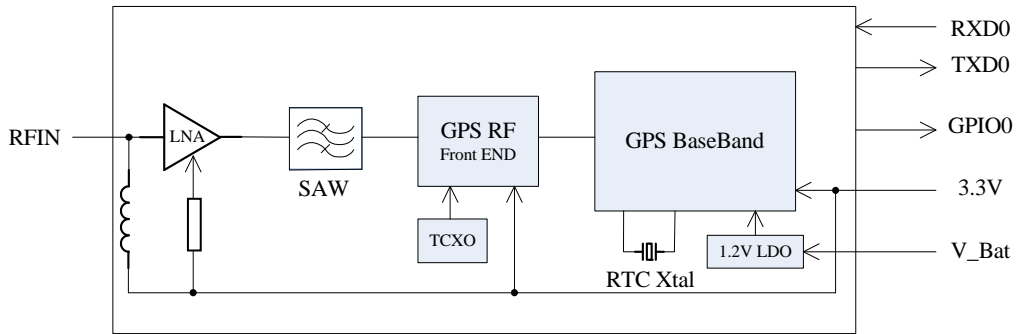 RXD0
TXD0
GPIO0
3.3V
V_Bat
RFIN
LNA
SAW
GPS RF
Front END
TCXO
GPS BaseBand
RTC Xtal
1.2V LDO